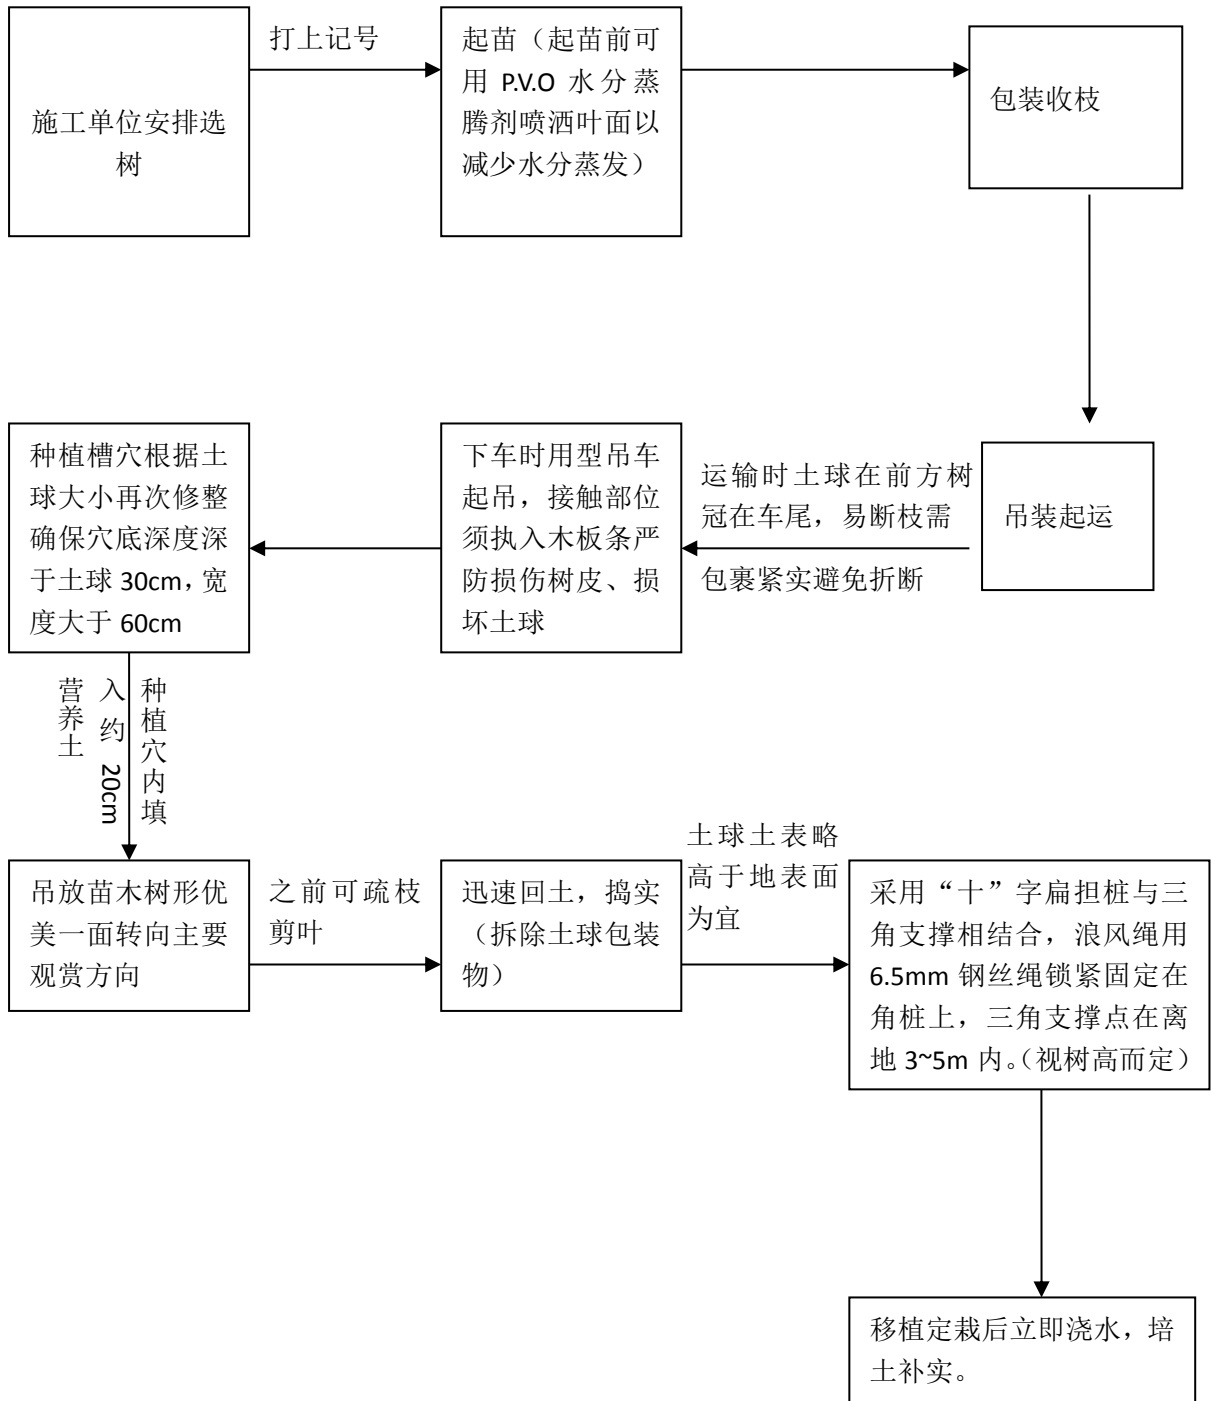 施工单位安排选
树
打上记号
起苗（起苗前可
用 P.V.O 水分蒸
腾剂喷洒叶面以
减少水分蒸发）
包装收枝
吊装起运
运输时土球在前方树
冠在车尾，易断枝需
包裹紧实避免折断
下车时用型吊车
起吊，接触部位
须执入木板条严
防损伤树皮、损
坏土球
种植槽穴根据土
球大小再次修整
确保穴底深度深
于土球 30cm，宽
度大于 60cm
种植穴内填
入约 20cm
营养土
吊放苗木树形优
美一面转向主要
观赏方向
之前可疏枝
剪叶
迅速回土，捣实
（拆除土球包装
物）
土球土表略
高于地表面
为宜
采用“十”字扁担桩与三
角支撑相结合，浪风绳用
6.5mm 钢丝绳锁紧固定在
角桩上，三角支撑点在离
地 3~5m 内。（视树高而定）
移植定栽后立即浇水，培
土补实。